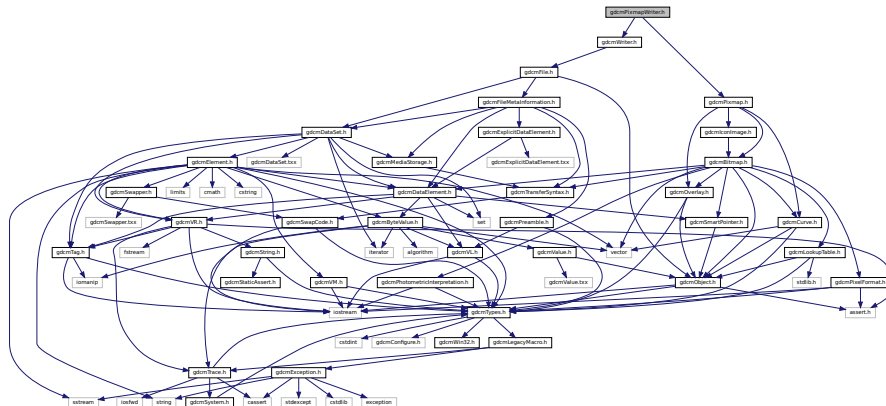 gdcmPixmapWriter.h
gdcmWriter.h
gdcmFile.h
gdcmFileMetaInformation.h
gdcmPixmap.h
gdcmDataSet.h
gdcmExplicitDataElement.h
gdcmIconImage.h
gdcmElement.h
gdcmDataSet.txx
gdcmMediaStorage.h
gdcmExplicitDataElement.txx
gdcmBitmap.h
gdcmSwapper.h
limits
cmath
cstring
gdcmDataElement.h
gdcmTransferSyntax.h
gdcmOverlay.h
gdcmSwapper.txx
gdcmVR.h
gdcmSwapCode.h
gdcmByteValue.h
set
gdcmPreamble.h
gdcmSmartPointer.h
gdcmCurve.h
gdcmTag.h
fstream
gdcmString.h
iterator
algorithm
gdcmVL.h
gdcmValue.h
vector
gdcmLookupTable.h
iomanip
gdcmStaticAssert.h
gdcmVM.h
gdcmPhotometricInterpretation.h
gdcmValue.txx
gdcmObject.h
stdlib.h
gdcmPixelFormat.h
iostream
gdcmTypes.h
assert.h
cstdint
gdcmConfigure.h
gdcmWin32.h
gdcmLegacyMacro.h
gdcmTrace.h
gdcmException.h
sstream
iosfwd
string
gdcmSystem.h
cassert
stdexcept
cstdlib
exception